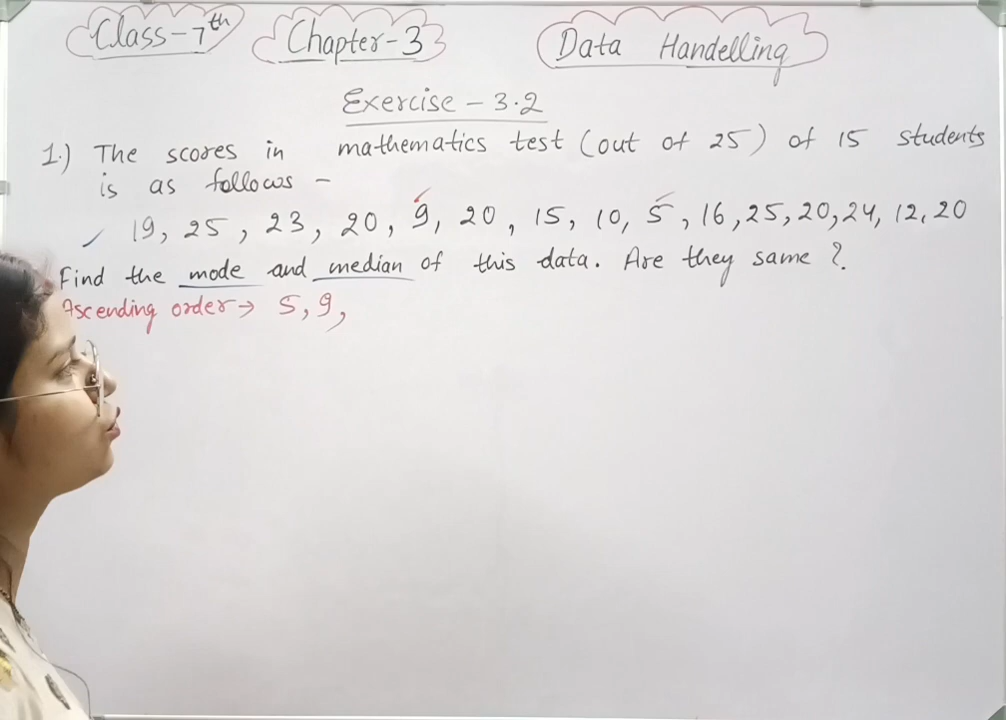 Class-7th Chapter-3 Data Handelling
Exercise - 3.2
1.) The scores in mathematics test (out of 25) of 15 students
is as follows -
19, 25, 23, 20, 9, 20, 15, 10, 5, 16, 25, 20, 24, 12, 20
Find the mode and median of this data. Are they same ?
Ascending order → 5, 9,